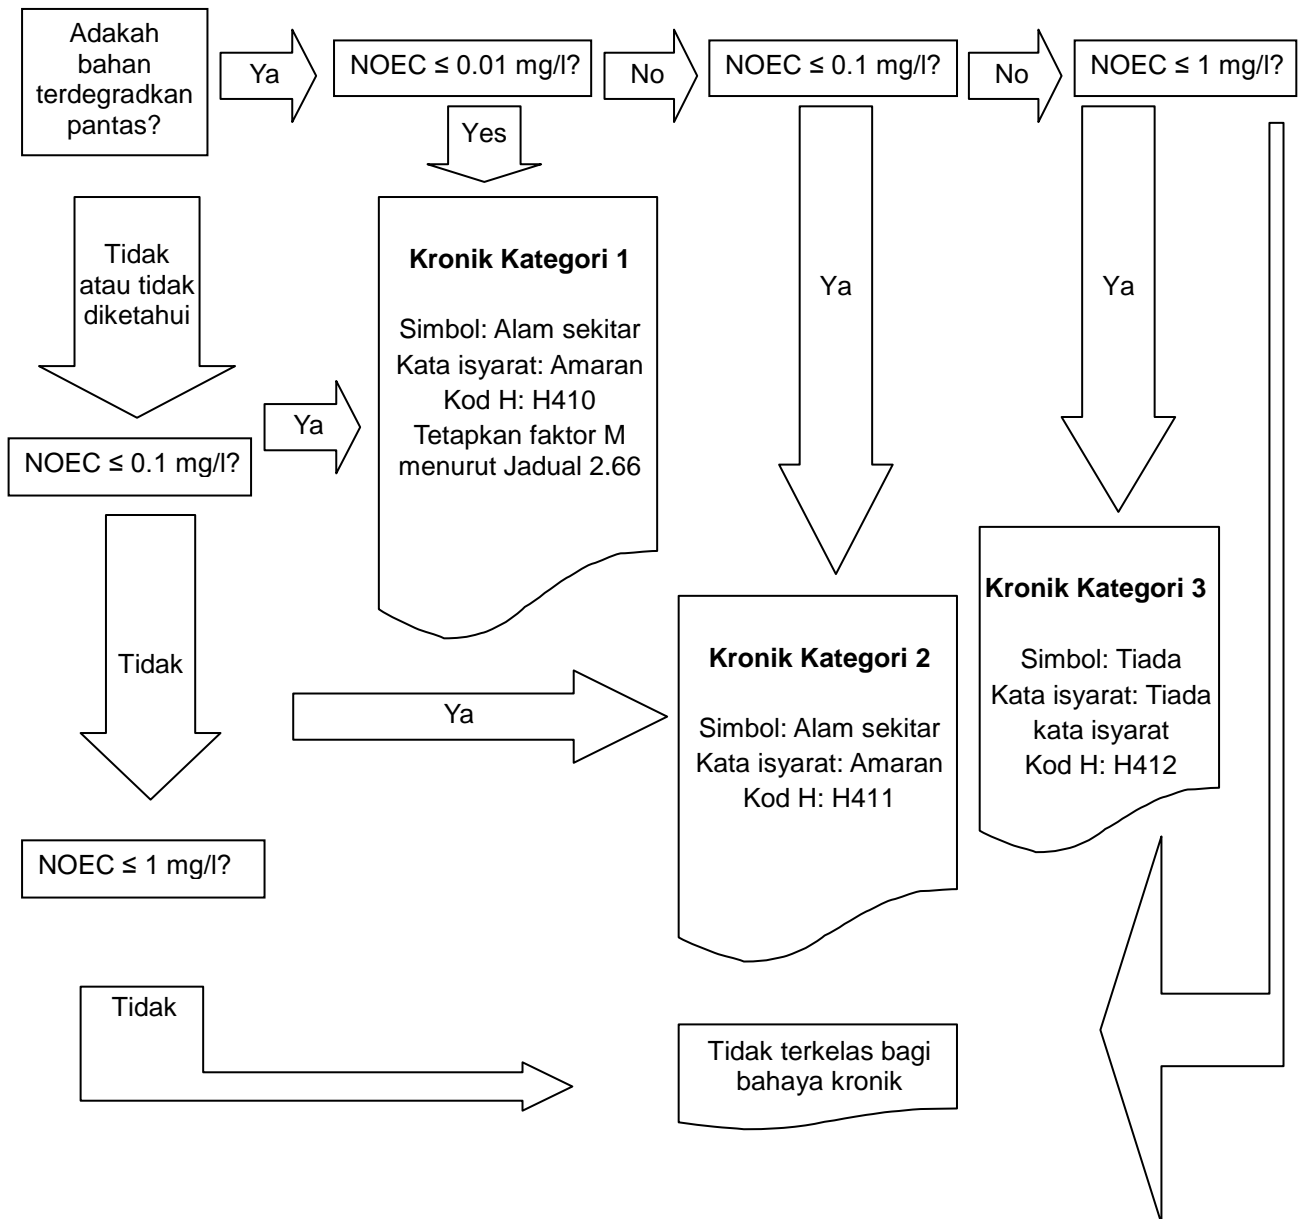 Adakah
bahan
terdegradkan
pantas?
Ya
NOEC ≤ 0.01 mg/l?
No
NOEC ≤ 0.1 mg/l?
No
NOEC ≤ 1 mg/l?
Yes
Tidak
atau tidak
diketahui
Kronik Kategori 1
Simbol: Alam sekitar
Kata isyarat: Amaran
Kod H: H410
Tetapkan faktor M
menurut Jadual 2.66
Ya
Ya
Ya
NOEC ≤ 0.1 mg/l?
Tidak
Ya
Kronik Kategori 2
Simbol: Alam sekitar
Kata isyarat: Amaran
Kod H: H411
Kronik Kategori 3
Simbol: Tiada
Kata isyarat: Tiada
kata isyarat
Kod H: H412
NOEC ≤ 1 mg/l?
Tidak
Tidak terkelas bagi
bahaya kronik